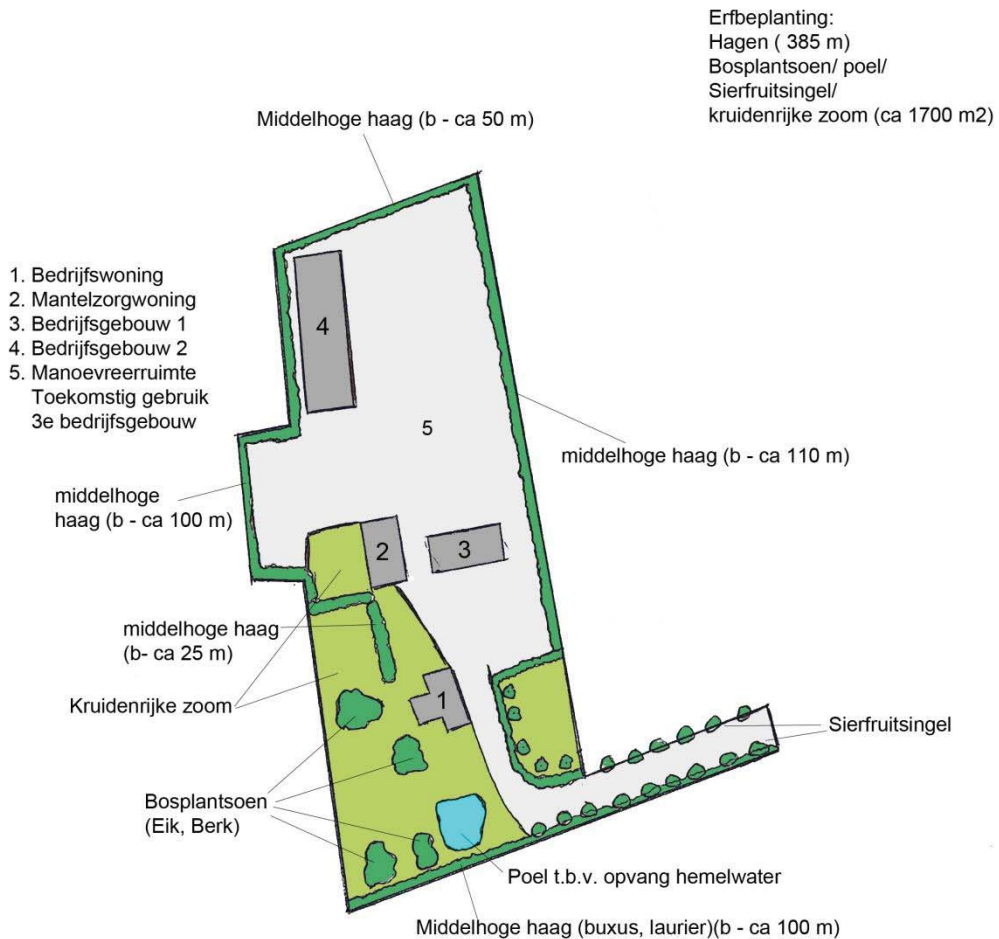 Erfbeplanting:
Hagen ( 385 m)
Bosplantsoen/ poel/
Sierfruitsingel/
kruidenrijke zoom (ca 1700 m2)
Middelhoge haag (b - ca 50 m)
1. Bedrijfswoning
2. Mantelzorgwoning
3. Bedrijfsgebouw 1
4. Bedrijfsgebouw 2
5. Manoevreerruimte
Toekomstig gebruik
3e bedrijfsgebouw
4
5
middelhoge haag (b - ca 110 m)
middelhoge
haag (b - ca 100 m)
2
3
middelhoge haag
(b- ca 25 m)
Kruidenrijke zoom
1
Sierfruitsingel
Bosplantsoen
(Eik, Berk)
Poel t.b.v. opvang hemelwater
Middelhoge haag (buxus, laurier)(b - ca 100 m)